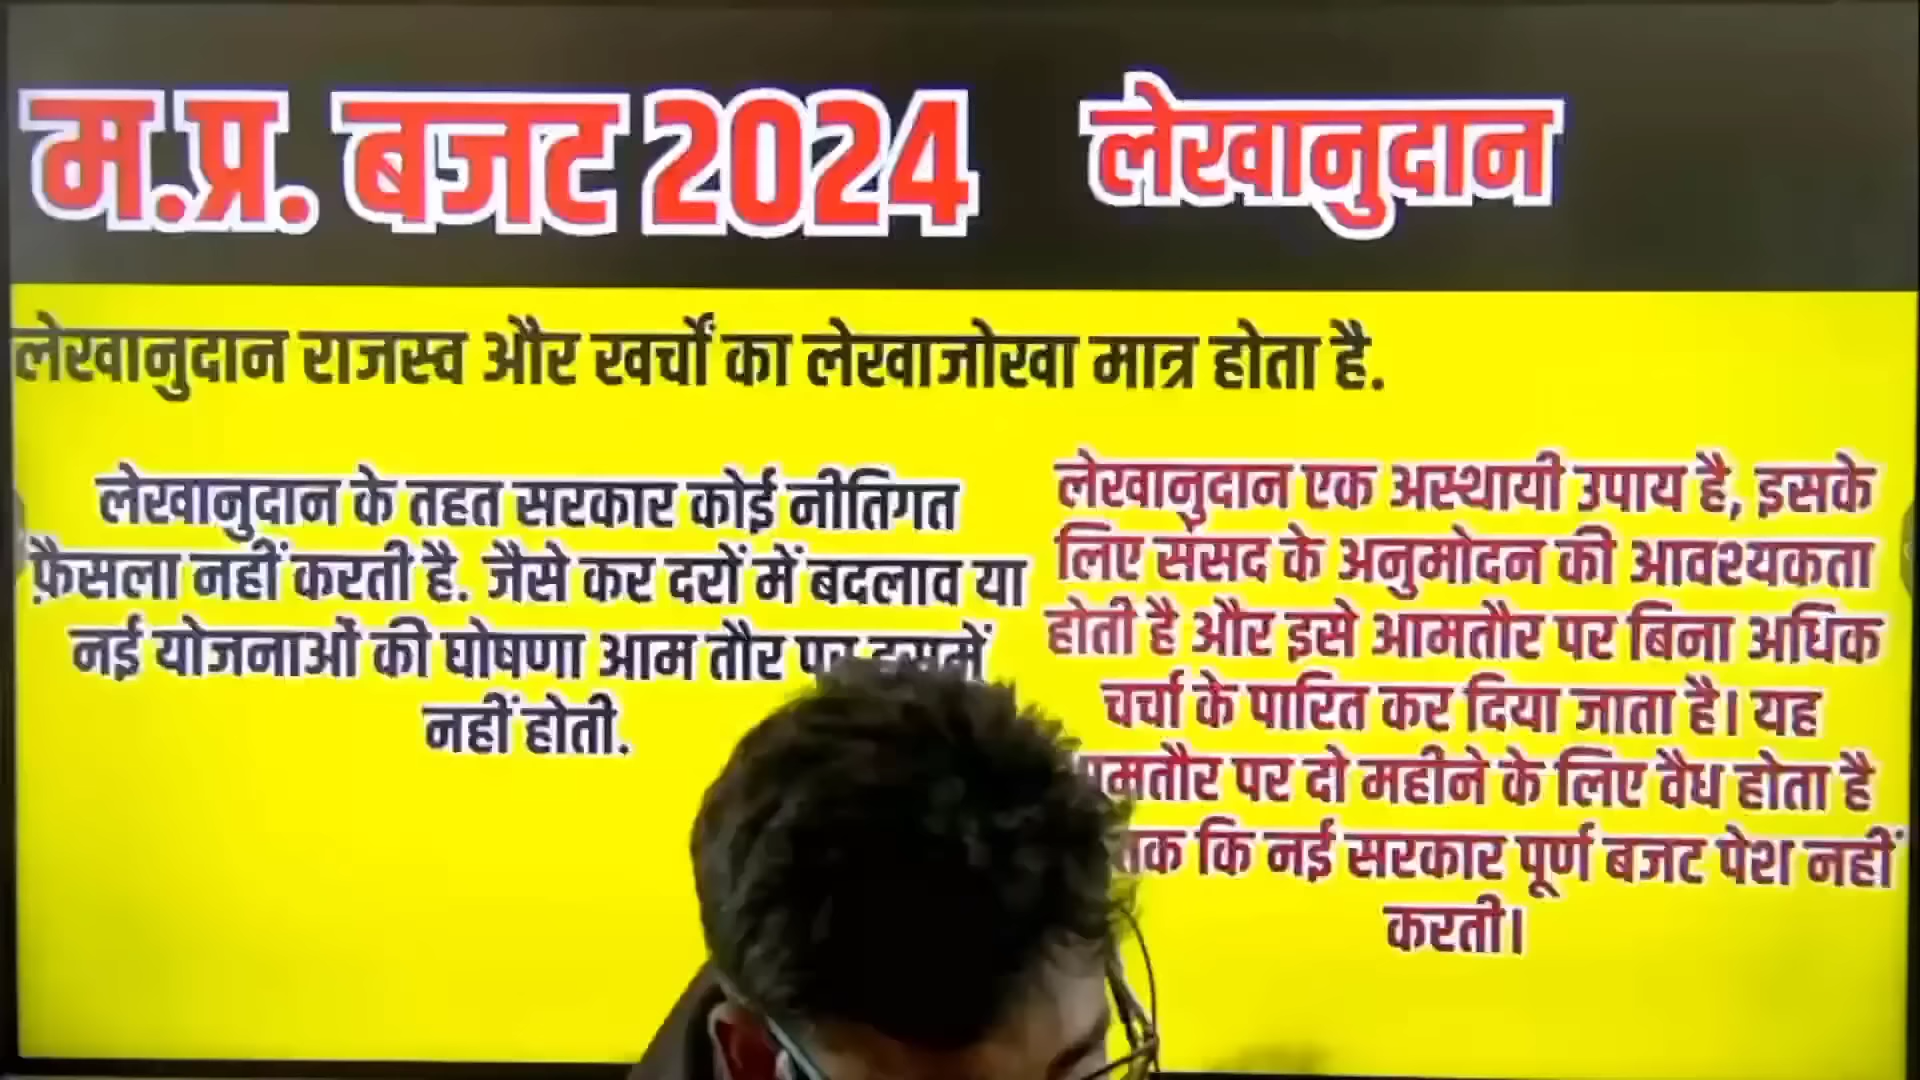 म.प्र. बजट 2024 लेखानुदान
लेखानुदान राजस्व और खर्चों का लेखाजोखा मात्र होता है.
लेखानुदान के तहत सरकार कोई नीतिगत
फ़ैसला नहीं करती है. जैसे कर दरों में बदलाव या
नई योजनाओं की घोषणा आम तौर पर इसमें
नहीं होती.
लेखानुदान एक अस्थायी उपाय है, इसके
लिए संसद के अनुमोदन की आवश्यकता
होती है और इसे आमतौर पर बिना अधिक
चर्चा के पारित कर दिया जाता है। यह
पर दो महीने के लिए वैध होता है
कि नई सरकार पूर्ण बजट पेश नहीं
करती।